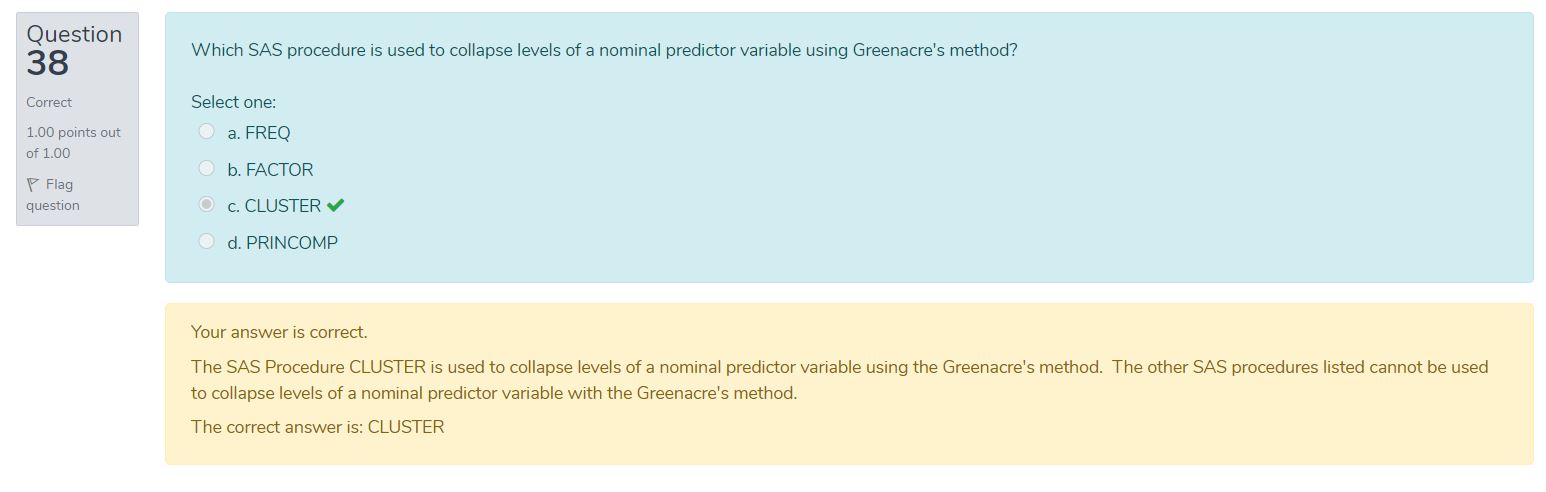 Question
38
Correct
1.00 points out
of 1.00
Flag
question
Which SAS procedure is used to collapse levels of a nominal predictor variable using Greenacre's method?
Select one:
a. FREQ
b. FACTOR
c. CLUSTER
d. PRINCOMP
Your answer is correct.
The SAS Procedure CLUSTER is used to collapse levels of a nominal predictor variable using the Greenacre's method.  The other SAS procedures listed cannot be used
to collapse levels of a nominal predictor variable with the Greenacre's method.
The correct answer is: CLUSTER